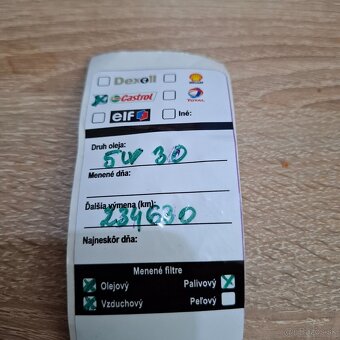 Dexoll
Castrol TOTAL
elf Iné:
Druh oleja:
5W 30
Menené dňa:
Ďalšia výmena (km):
234630
Najneskôr dňa:
Menené filtre
Olejový Palivový
Vzduchový Peľový